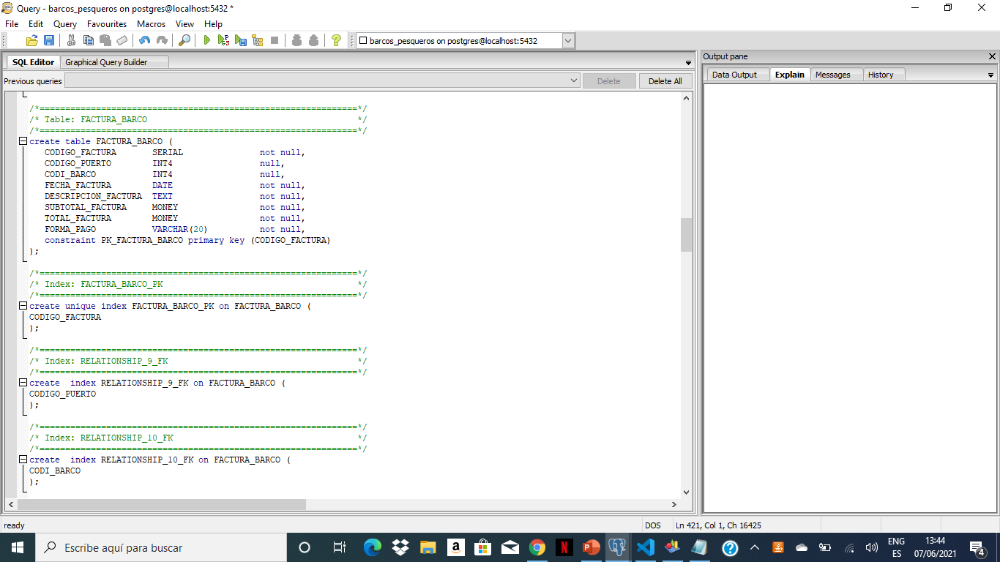 Query - barcos_pesqueros on postgres@localhost:5432 *
File Edit Query Favourites Macros View Help
barcos_pesqueros on postgres@localhost:5432
SQL Editor Graphical Query Builder
Previous queries Delete Delete All
/*==============================================================*/
/* Table: FACTURA_BARCO */
/*==============================================================*/
create table FACTURA_BARCO (
CODIGO_FACTURA SERIAL not null,
CODIGO_PUERTO INT4 null,
CODI_BARCO INT4 null,
FECHA_FACTURA DATE not null,
DESCRIPCION_FACTURA TEXT not null,
SUBTOTAL_FACTURA MONEY not null,
TOTAL_FACTURA MONEY not null,
FORMA_PAGO VARCHAR(20) not null,
constraint PK_FACTURA_BARCO primary key (CODIGO_FACTURA)
);
/*==============================================================*/
/* Index: FACTURA_BARCO_PK */
/*==============================================================*/
create unique index FACTURA_BARCO_PK on FACTURA_BARCO (
CODIGO_FACTURA
);
/*==============================================================*/
/* Index: RELATIONSHIP_9_FK */
/*==============================================================*/
create  index RELATIONSHIP_9_FK on FACTURA_BARCO (
CODIGO_PUERTO
);
/*==============================================================*/
/* Index: RELATIONSHIP_10_FK */
/*==============================================================*/
create  index RELATIONSHIP_10_FK on FACTURA_BARCO (
CODI_BARCO
);
Output pane
Data Output Explain Messages History
ready DOS Ln 421, Col 1, Ch 16425
Escribe aquí para buscar
ENG
ES
13:44
07/06/2021
4